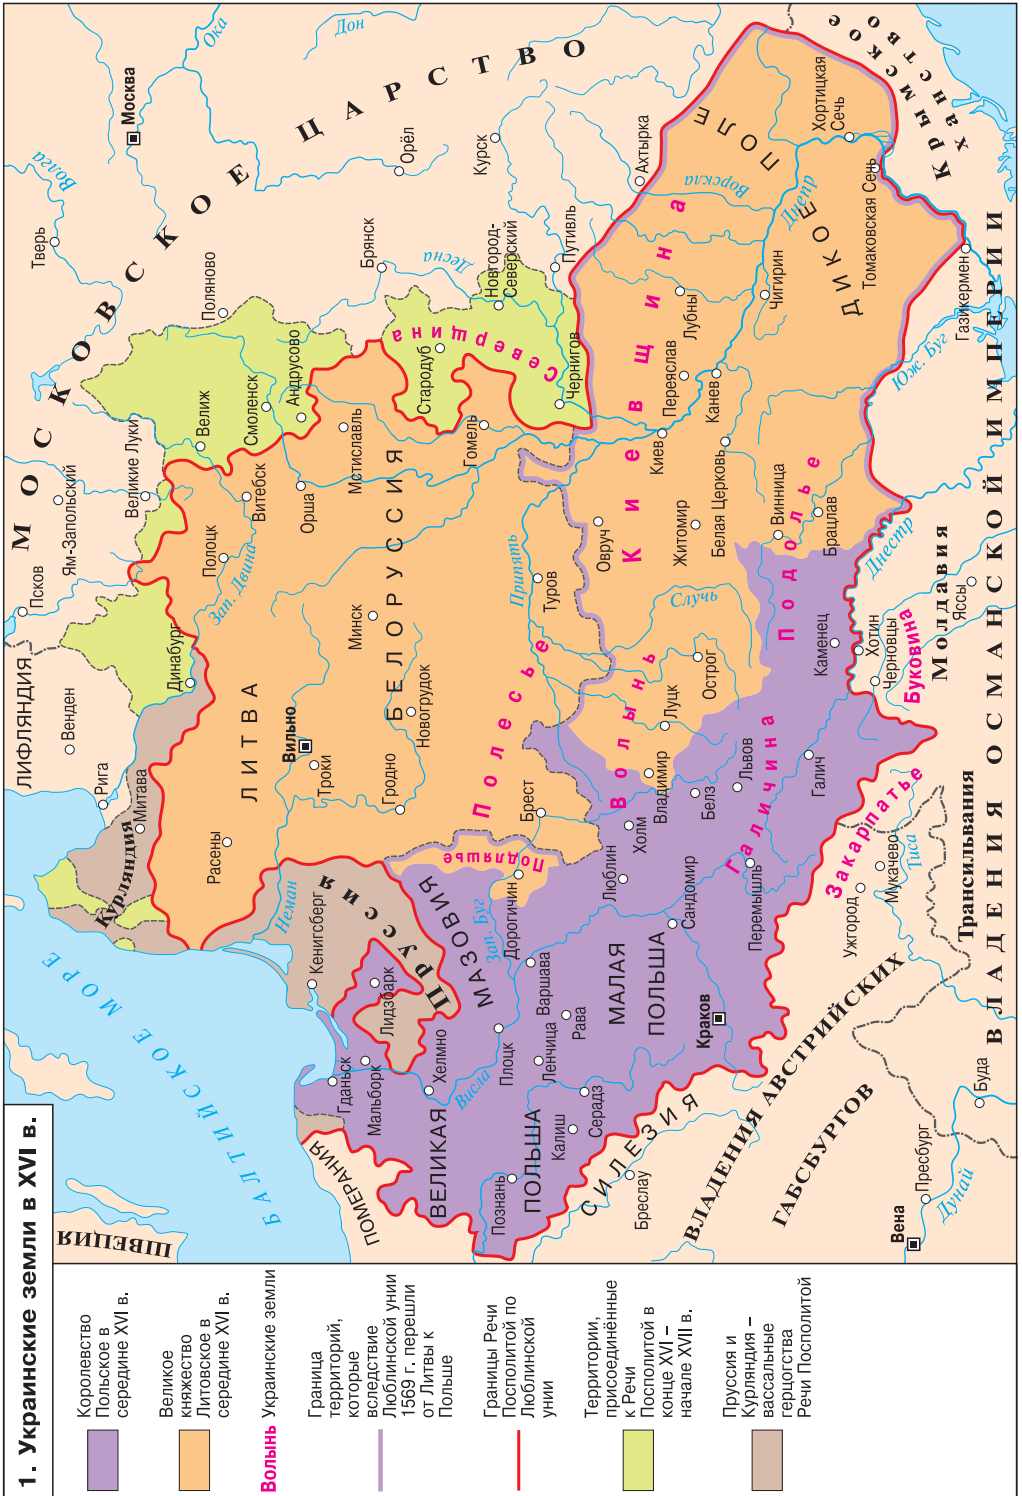 1. Украинские земли в XVI в.
Королевство
Польское в
середине XVI в.
Великое
княжество
Литовское в
середине XVI в.
Волынь Украинские земли
Граница
территорий,
которые
вследствие
Люблинской унии
1569 г. перешли
от Литвы к
Польше
Границы Речи
Посполитой по
Люблинской
унии
Территории,
присоединённые
к Речи
Посполитой в
конце XVI –
начале XVII в.
Пруссия и
Курляндия –
вассальные
герцогства
Речи Посполитой
ШВЕЦИЯ
БАЛТИЙСКОЕ МОРЕ
ЛИФЛЯНДИЯ
Венден
Рига
Митава
Курляндия
Псков
Ям-Запольский
Великие Луки
Тверь
Волга
Москва
Ока
Дон
МОСКОВСКОЕ ЦАРСТВО
Поляново
Брянск
Орёл
Курск
Десна
Новгород-
Северский
Путивль
Ахтырка
Ворскла
Динабург
Зап. Двина
Полоцк
Витебск
Велиж
Смоленск
Андрусово
Мстиславль
Орша
Стародуб
Северщина
Гомель
Чернигов
ЛИТВА
Расены
Вильно
Троки
Гродно
Новогрудок
Минск
БЕЛОРУССИЯ
Неман
Кенигсберг
Пруссия
Лидзбарк
Гданьск
Мальборк
Хелмно
ПОМЕРАНИЯ
ВЕЛИКАЯ
ПОЛЬША
Познань
Калиш
Серадз
Ленчица
Рава
Плоцк
Висла
Варшава
МАЗОВИЯ
Зап. Буг
Дорогичин
Подляшье
Брест
Полесье
Туров
Припять
МАЛАЯ
ПОЛЬША
Краков
Сандомир
Люблин
Холм
Владимир
Белз
Волынь
Луцк
Острог
Случь
Овруч
Житомир
Киевщина
Киев
Белая Церковь
Переяслав
Канев
Лубны
Чигирин
Днепр
ДИКОЕ ПОЛЕ
Хортицкая
Сечь
Томаковская Сечь
Крымское
ханство
Газикермен
Юж. Буг
Винница
Брацлав
Подолье
Каменец
Днестр
Львов
Галич
Галичина
Перемышль
Хотин
Черновцы
Буковина
Молдавия
Яссы
Закарпатье
Ужгород
Мукачево
Тиса
Трансильвания
СИЛЕЗИЯ
Бреслау
ВЛАДЕНИЯ АВСТРИЙСКИХ
ГАБСБУРГОВ
Вена
Пресбург
Дунай
Буда
ВЛАДЕНИЯ ОСМАНСКОЙ ИМПЕРИИ